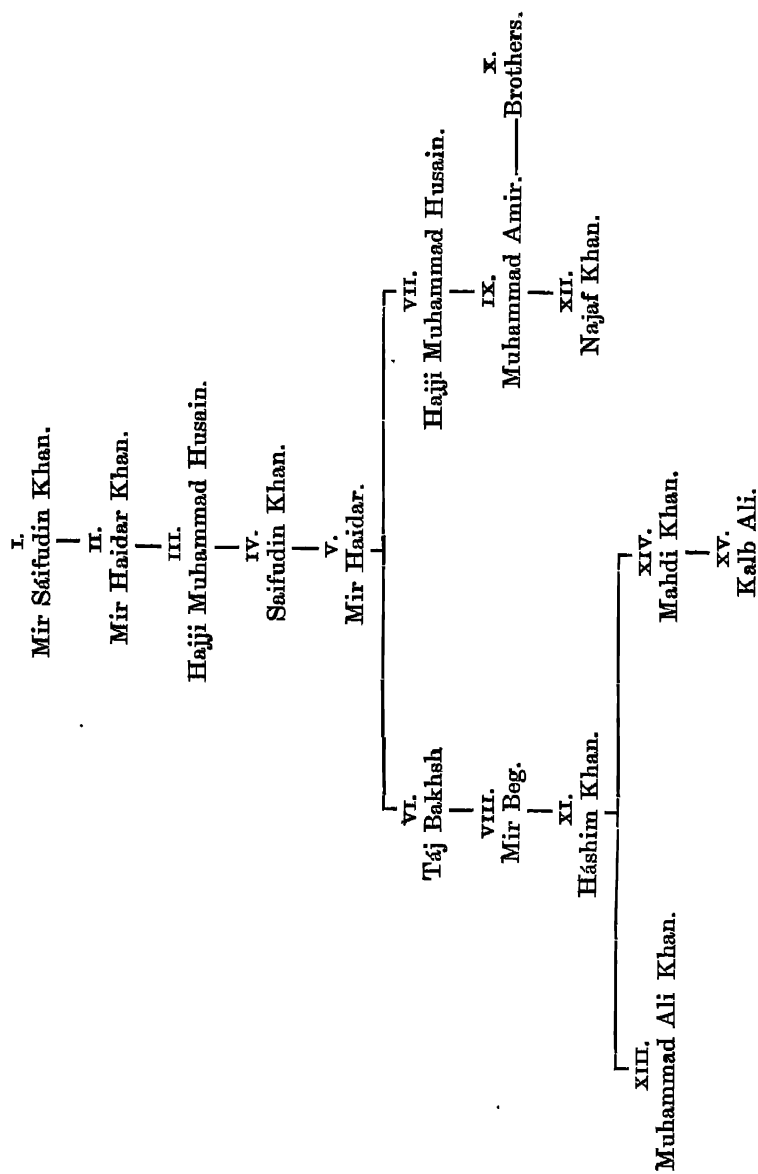 I.
Mir Sáifudin Khan.
II.
Mir Haidar Khan.
III.
Hajji Muhammad Husain.
IV.
Saifudin Khan.
V.
Mir Haidar.
VI.
Táj Bakhsh
VII.
Hajji Muhammad Husain.
VIII.
Mir Beg.
IX.
Muhammad Amir.
X.
Brothers.
XI.
Háshim Khan.
XII.
Najaf Khan.
XIII.
Muhammad Ali Khan.
XIV.
Mahdi Khan.
XV.
Kalb Ali.